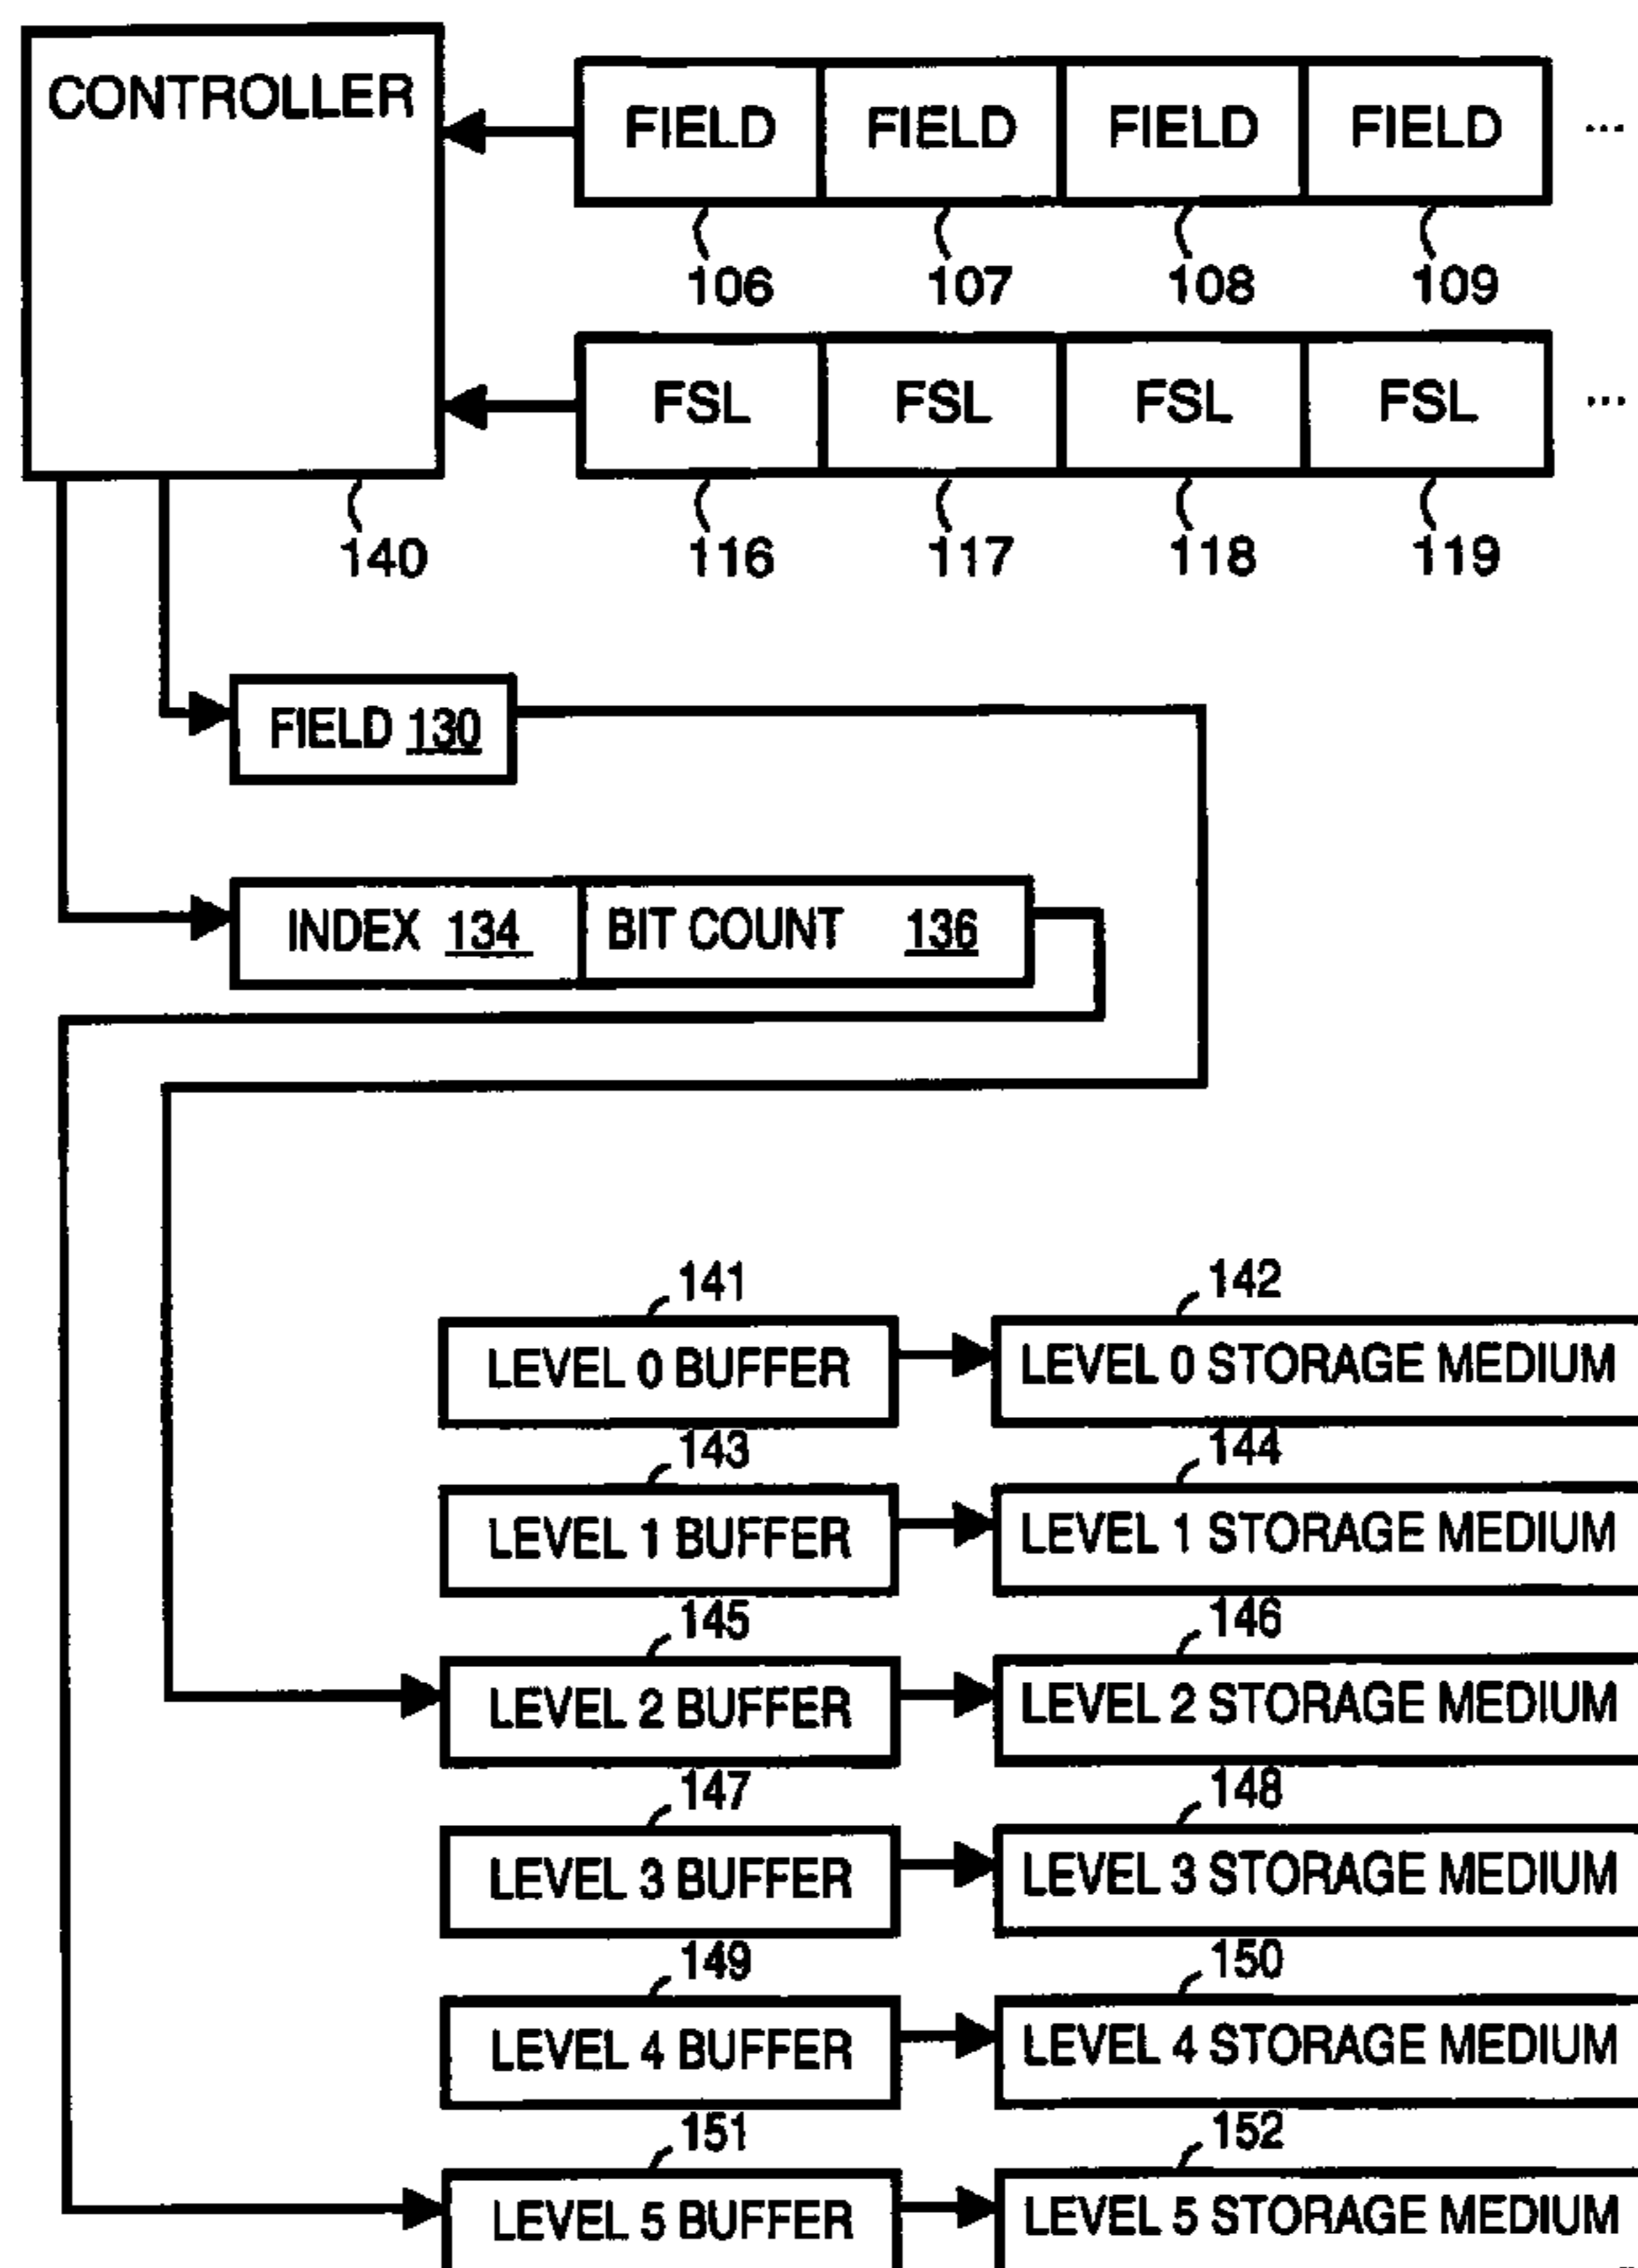 CONTROLLER
FIELD FIELD FIELD FIELD ...
106 107 108 109
FSL FSL FSL FSL ...
140 116 117 118 119
FIELD 130
INDEX 134 BIT COUNT 136
141 142
LEVEL 0 BUFFER LEVEL 0 STORAGE MEDIUM
143 144
LEVEL 1 BUFFER LEVEL 1 STORAGE MEDIUM
145 146
LEVEL 2 BUFFER LEVEL 2 STORAGE MEDIUM
147 148
LEVEL 3 BUFFER LEVEL 3 STORAGE MEDIUM
149 150
LEVEL 4 BUFFER LEVEL 4 STORAGE MEDIUM
151 152
LEVEL 5 BUFFER LEVEL 5 STORAGE MEDIUM